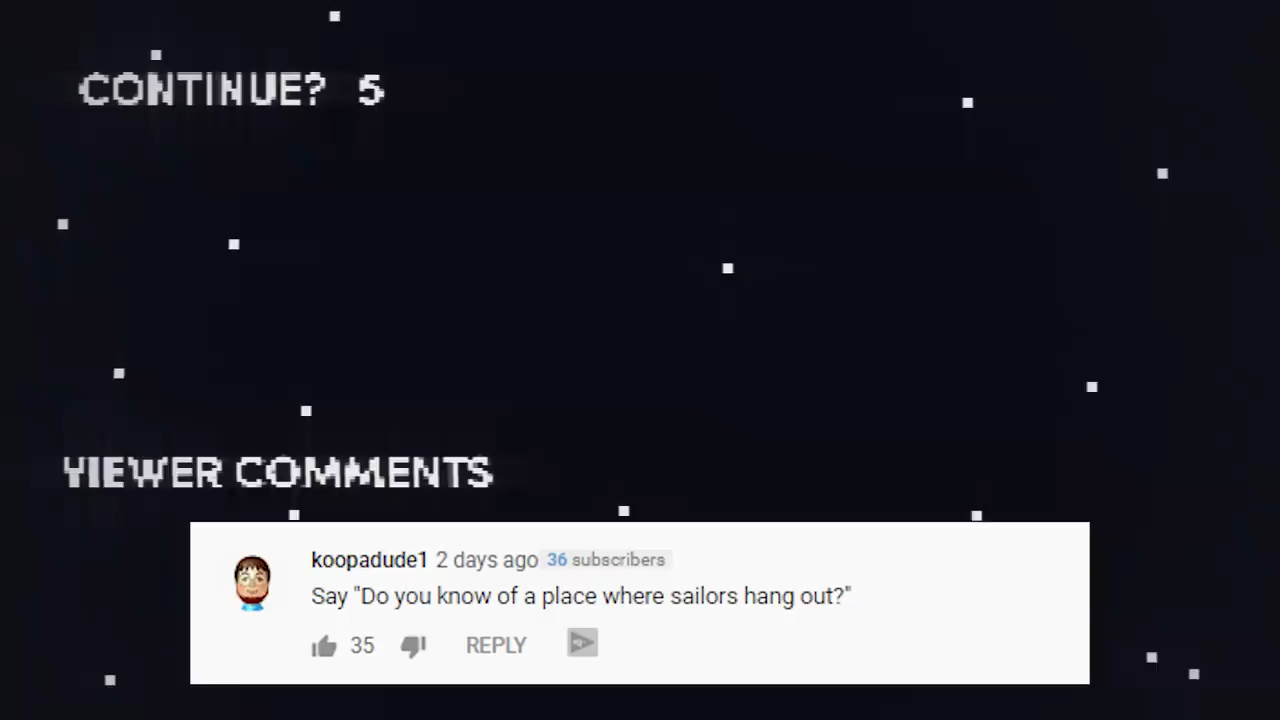 CONTINUE? 5
VIEWER COMMENTS
koopadude1 2 days ago 36 subscribers
Say "Do you know of a place where sailors hang out?"
35 REPLY